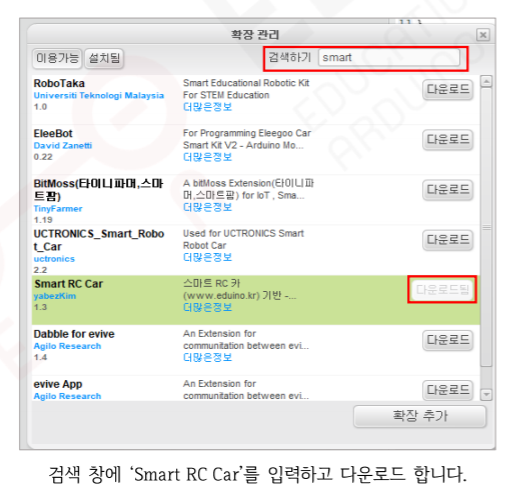 확장 관리
이용가능 설치됨 검색하기 smart
RoboTaka Smart Educational Robotic Kit
Universiti Teknologi Malaysia For STEM Education 다운로드
1.0 더많은정보
EleeBot For Programming Eleegoo Car
David Zanetti Smart Kit V2 - Arduino Mo... 다운로드
0.22 더많은정보
BitMoss(타이니파머,스마 A bitMoss Extension(타이니파
트팜) 머,스마트팜) for IoT , Sma... 다운로드
TinyFarmer 더많은정보
1.19
UCTRONICS_Smart_Robo Used for UCTRONICS Smart
t_Car Robot Car 다운로드
uctronics 더많은정보
2.2
Smart RC Car 스마트 RC 카
yabezKim (www.eduino.kr) 기반 -... 다운로드됨
1.3 더많은정보
Dabble for evive An Extension for
Agilo Research communitation between evi... 다운로드
1.4 더많은정보
evive App An Extension for
Agilo Research communitation between evi... 다운로드
확장 추가
검색 창에 ‘Smart RC Car’를 입력하고 다운로드 합니다.